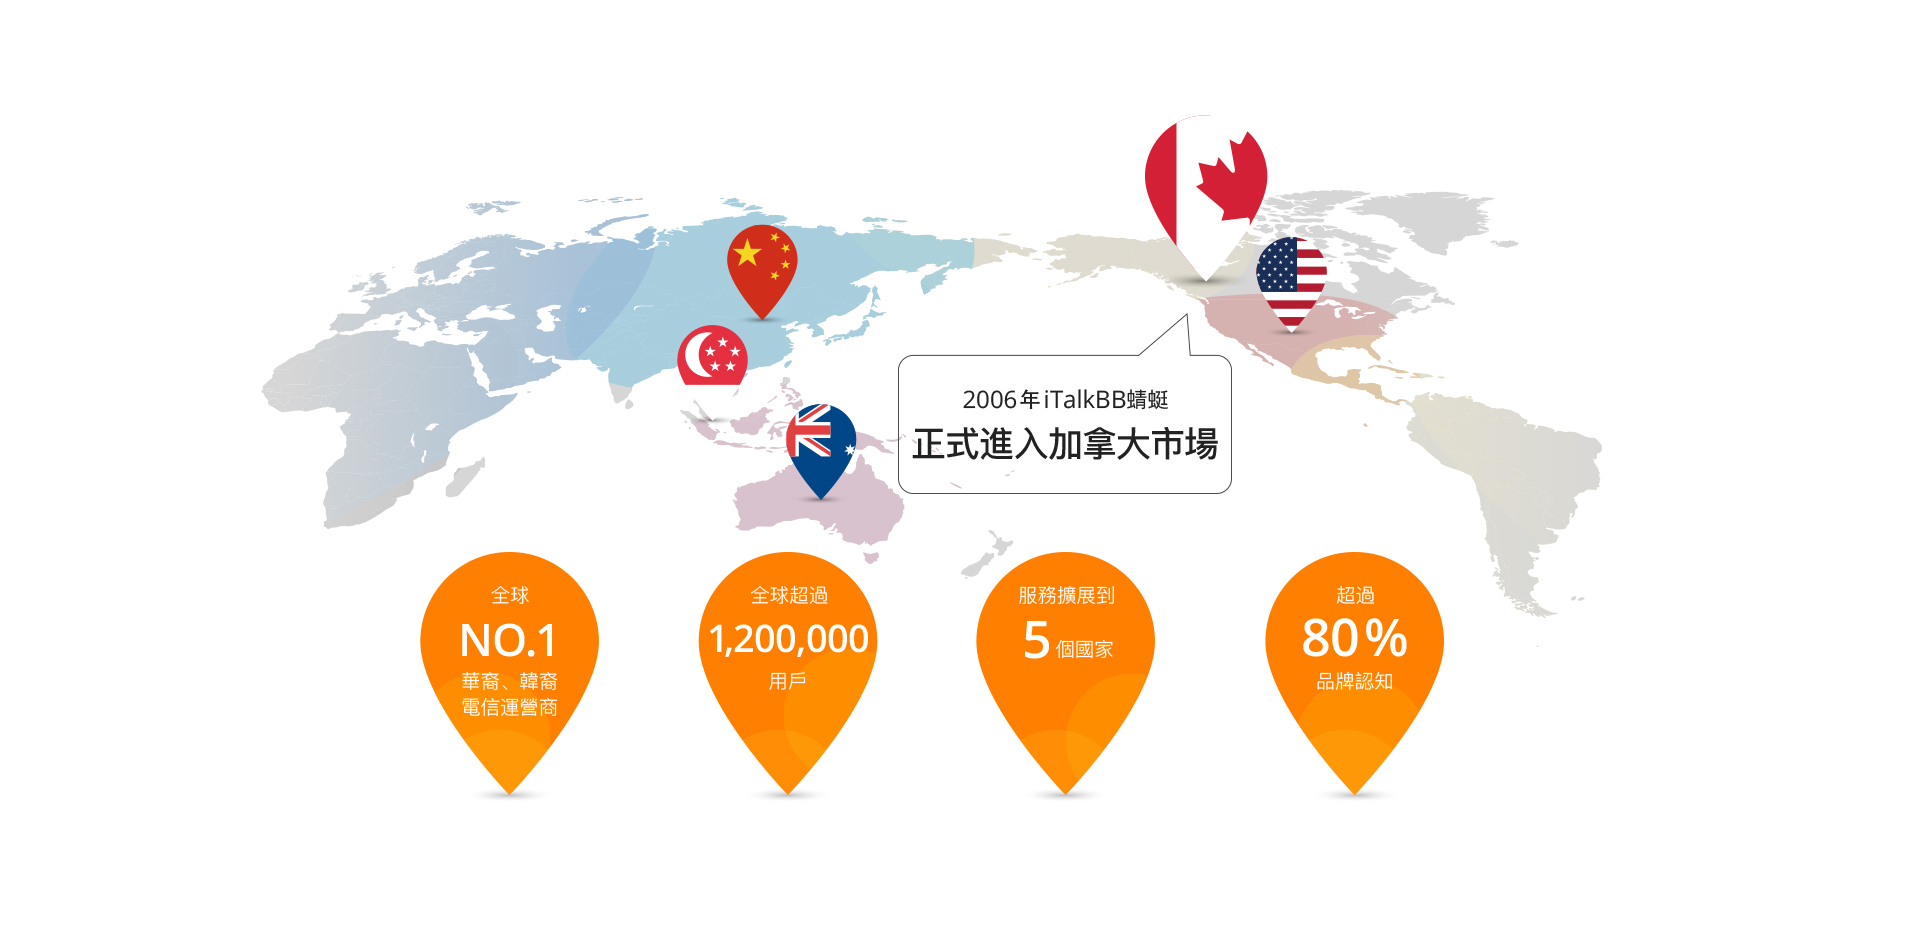 2006年 iTalkBB蜻蜓
正式進入加拿大市場
全球
NO.1
華裔、韓裔
電信運營商
全球超過
1,200,000
用戶
服務擴展到
5 個國家
超過
80%
品牌認知